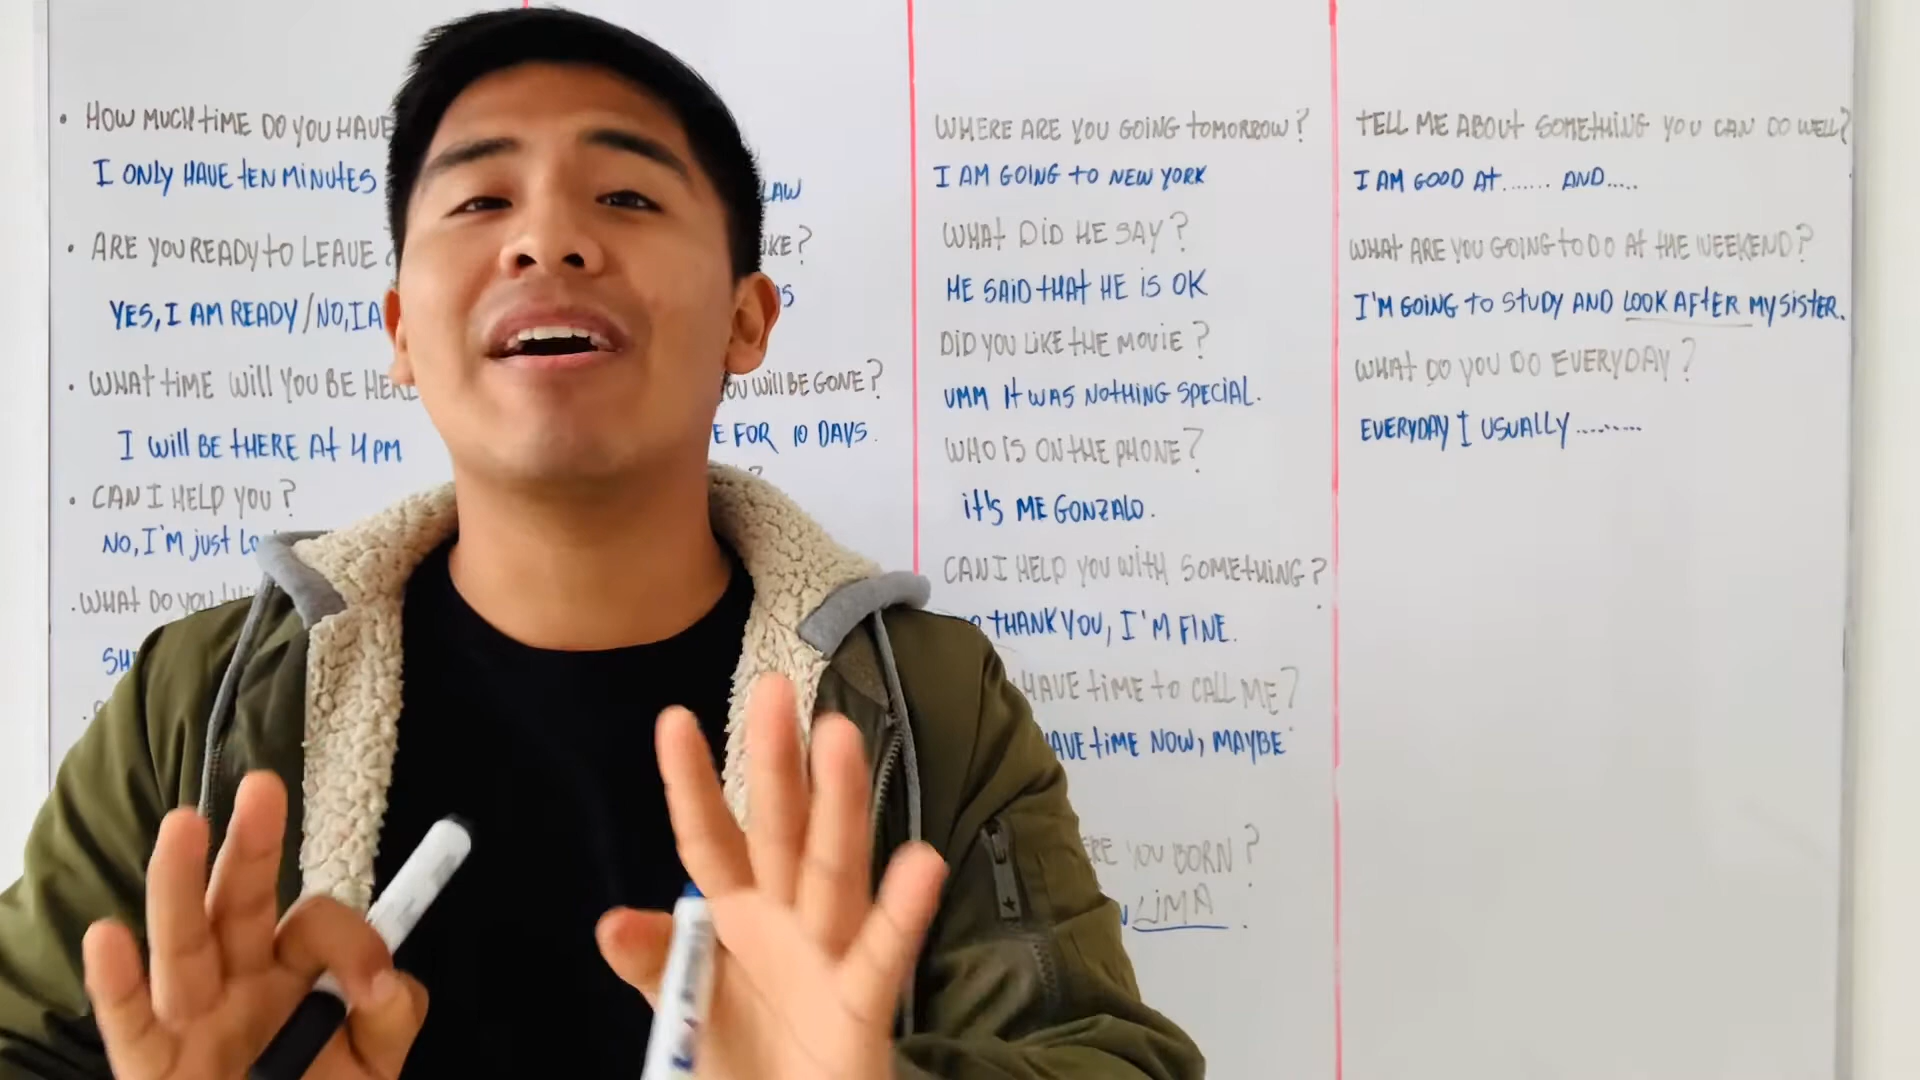 • HOW MUCH TIME DO YOU HAVE
I ONLY HAVE TEN MINUTES
• ARE YOU READY TO LEAVE ?
YES, I AM READY / NO, I A
• WHAT TIME WILL YOU BE HERE
I WILL BE THERE AT 4 PM
• CAN I HELP YOU ?
NO, I'M JUST LO
. WHAT DO YOU THI
SH
LAW
KE?
S
YOU WILL BE GONE ?
E FOR 10 DAYS.
?
WHERE ARE YOU GOING TOMORROW ?
I AM GOING TO NEW YORK
WHAT DID HE SAY ?
HE SAID THAT HE IS OK
DID YOU LIKE THE MOVIE ?
UMM IT WAS NOTHING SPECIAL.
WHO IS ON THE PHONE ?
IT'S ME GONZALO.
CAN I HELP YOU WITH SOMETHING ?
THANK YOU, I'M FINE.
HAVE TIME TO CALL ME ?
AVE TIME NOW, MAYBE
ERE YOU BORN ?
N LIMA.
TELL ME ABOUT SOMETHING YOU CAN DO WELL?
I AM GOOD AT....... AND.....
WHAT ARE YOU GOING TO DO AT THE WEEKEND ?
I'M GOING TO STUDY AND LOOK AFTER MY SISTER.
WHAT DO YOU DO EVERYDAY ?
EVERYDAY I USUALLY .........